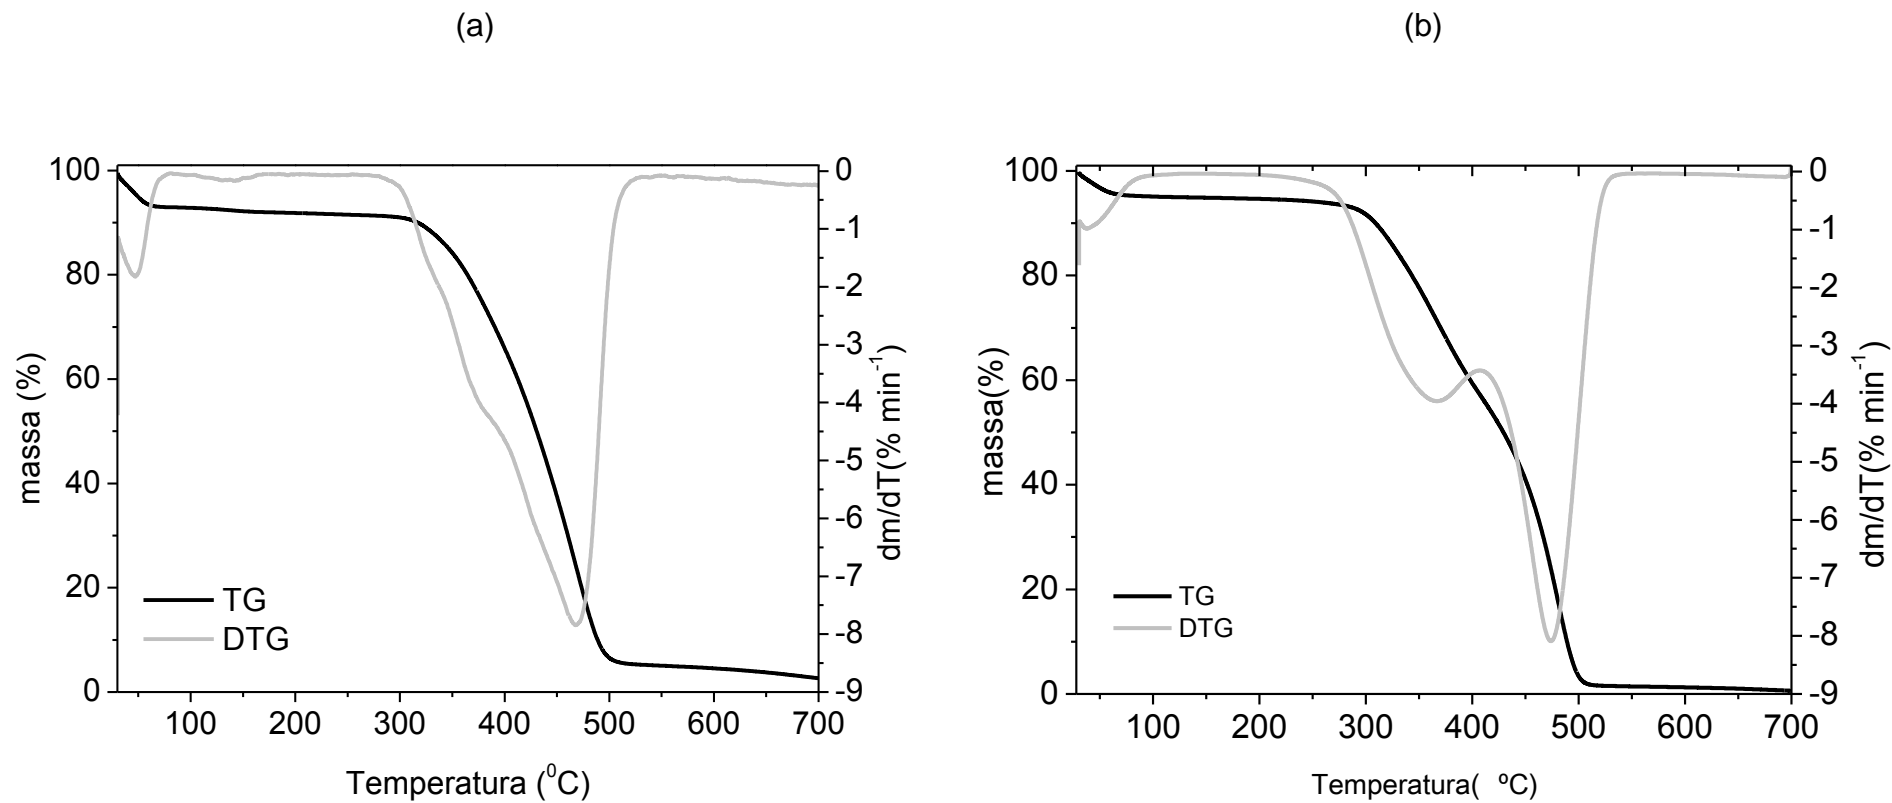 (a)
100
80
60
40
20
0
massa (%)
0
-1
-2
-3
-4
-5
-6
-7
-8
-9
dm/dT(% min⁻¹)
TG
DTG
100 200 300 400 500 600 700
Temperatura (⁰C)
(b)
100
80
60
40
20
0
massa(%)
0
-1
-2
-3
-4
-5
-6
-7
-8
-9
dm/dT(% min⁻¹)
TG
DTG
100 200 300 400 500 600 700
Temperatura( ºC)